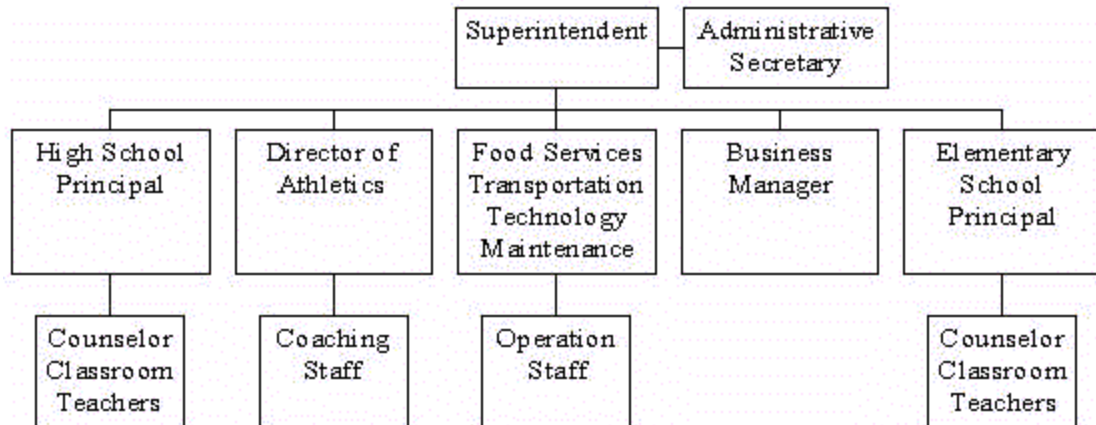 Superintendent
Administrative
Secretary
High School
Principal
Director of
Athletics
Food Services
Transportation
Technology
Maintenance
Business
Manager
Elementary
School
Principal
Counselor
Classroom
Teachers
Coaching
Staff
Operation
Staff
Counselor
Classroom
Teachers